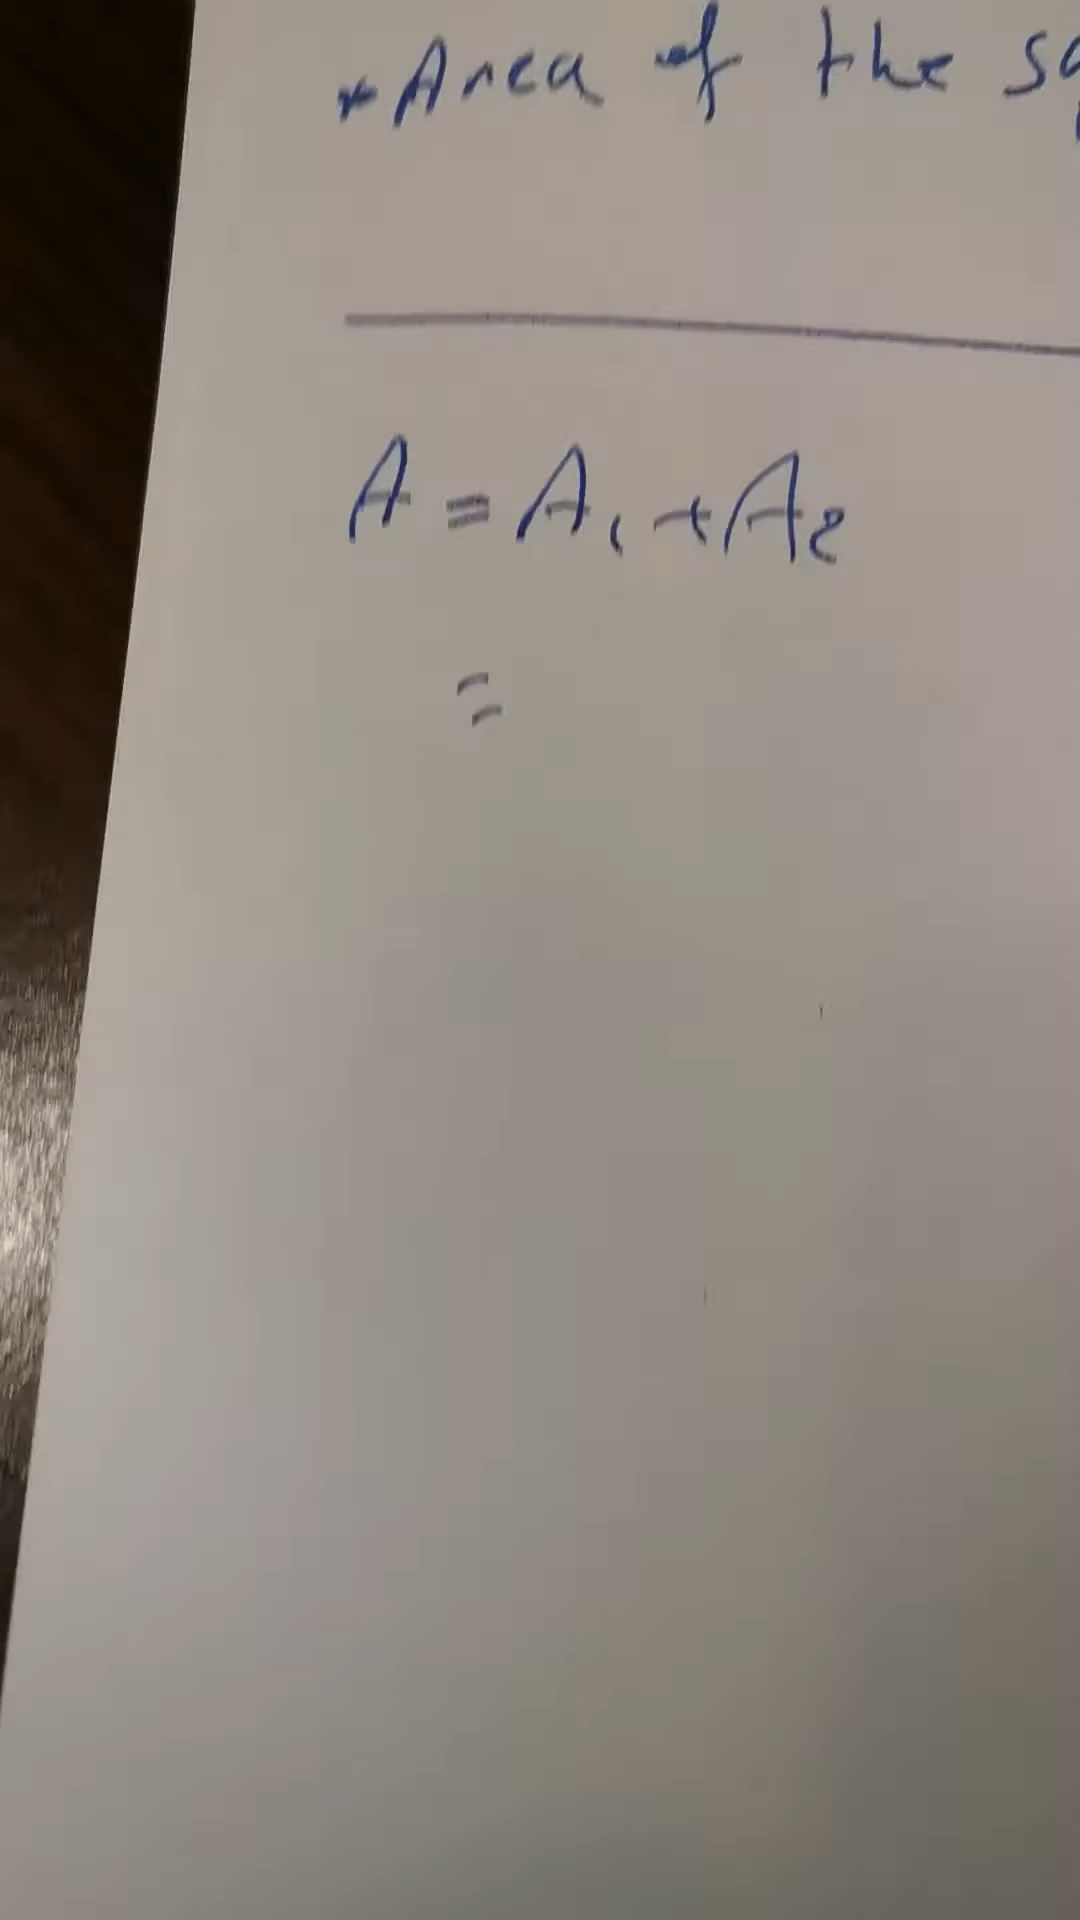 * Area of the
A = A₁ + A₂
=